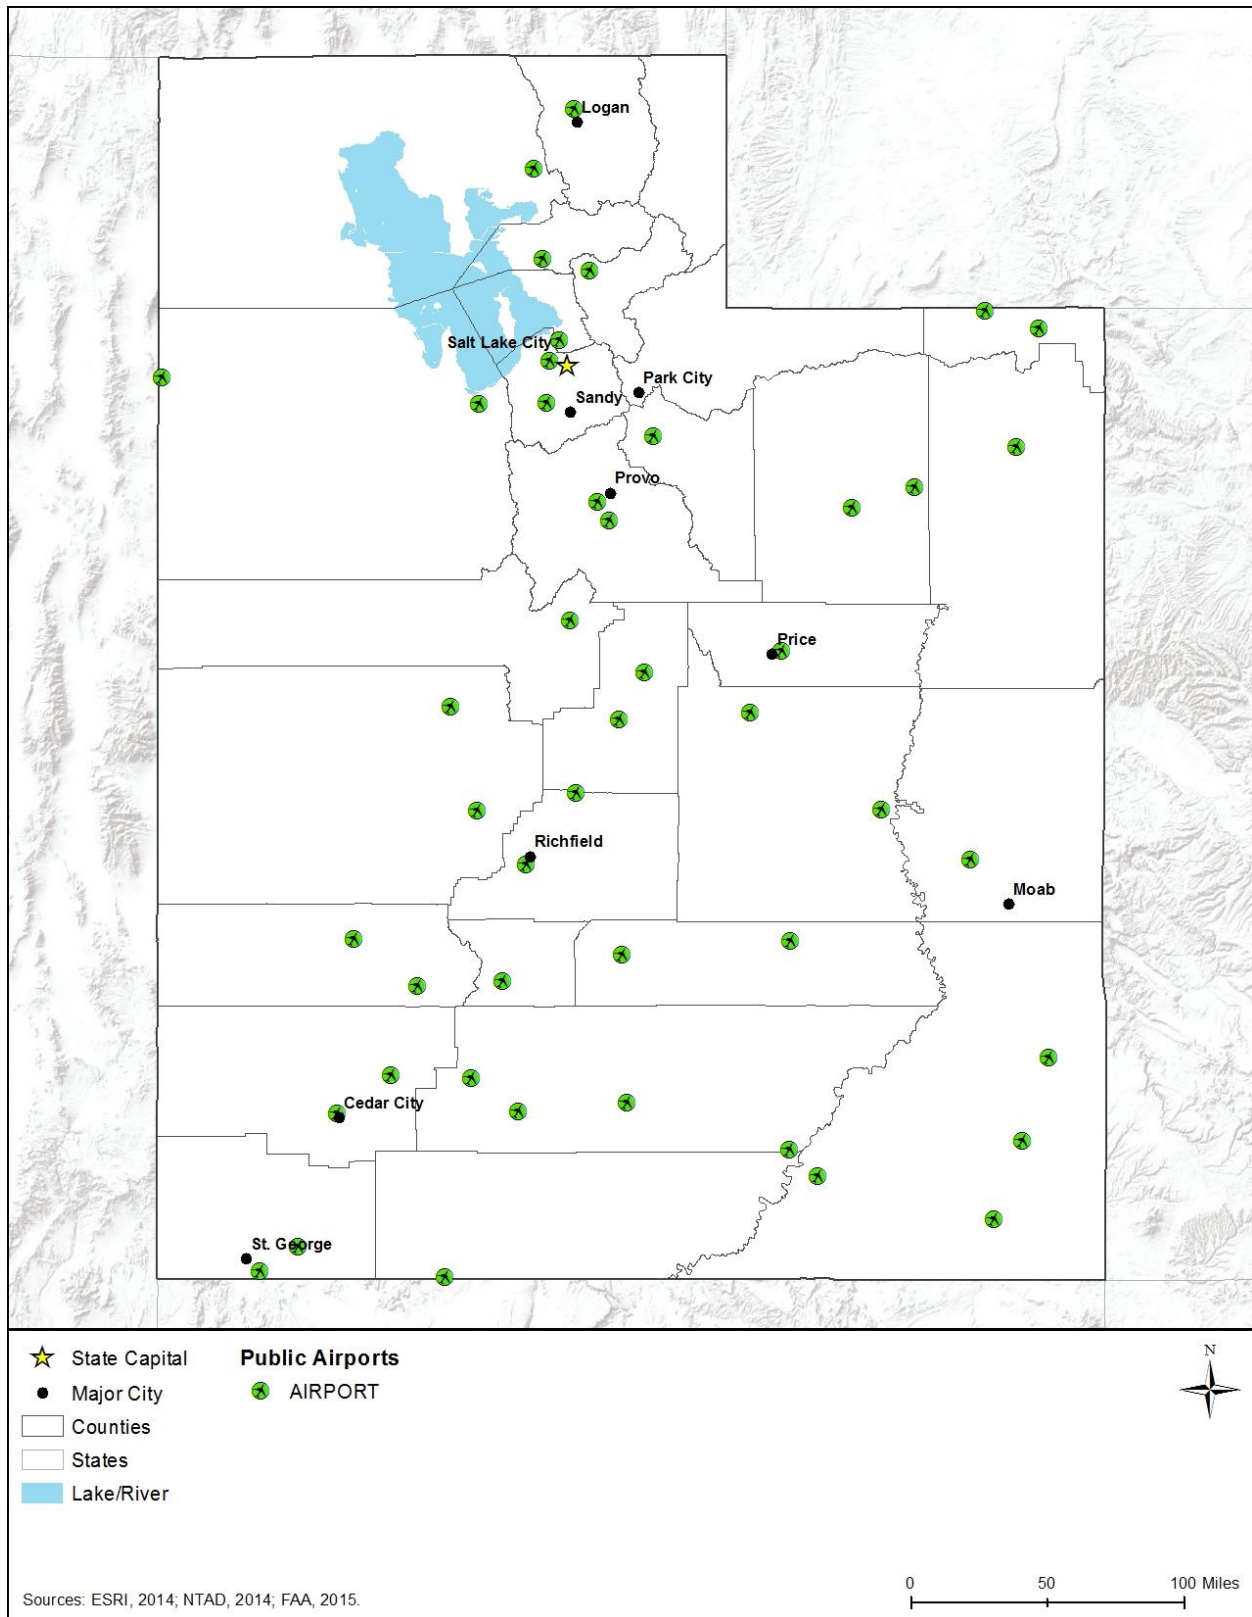 Logan
Salt Lake City
Park City
Sandy
Provo
Price
Richfield
Moab
Cedar City
St. George
State Capital
Major City
Counties
States
Lake/River
Public Airports
AIRPORT
N
Sources: ESRI, 2014; NTAD, 2014; FAA, 2015.
0 50 100 Miles